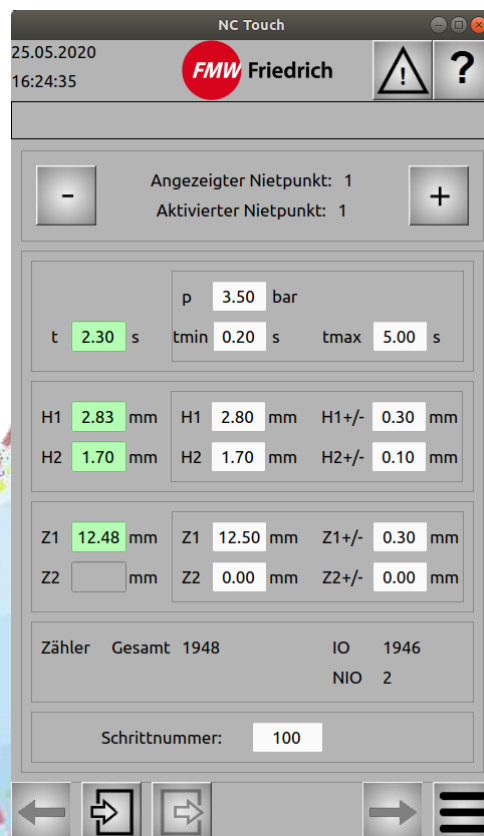 NC Touch
25.05.2020
16:24:35
FMW Friedrich
!
?
-
Angezeigter Nietpunkt: 1
Aktivierter Nietpunkt: 1
+
p 3.50 bar
t 2.30 s tmin 0.20 s tmax 5.00 s
H1 2.83 mm H1 2.80 mm H1+/- 0.30 mm
H2 1.70 mm H2 1.70 mm H2+/- 0.10 mm
Z1 12.48 mm Z1 12.50 mm Z1+/- 0.30 mm
Z2 mm Z2 0.00 mm Z2+/- 0.00 mm
Zähler Gesamt 1948 IO 1946
NIO 2
Schrittnummer: 100